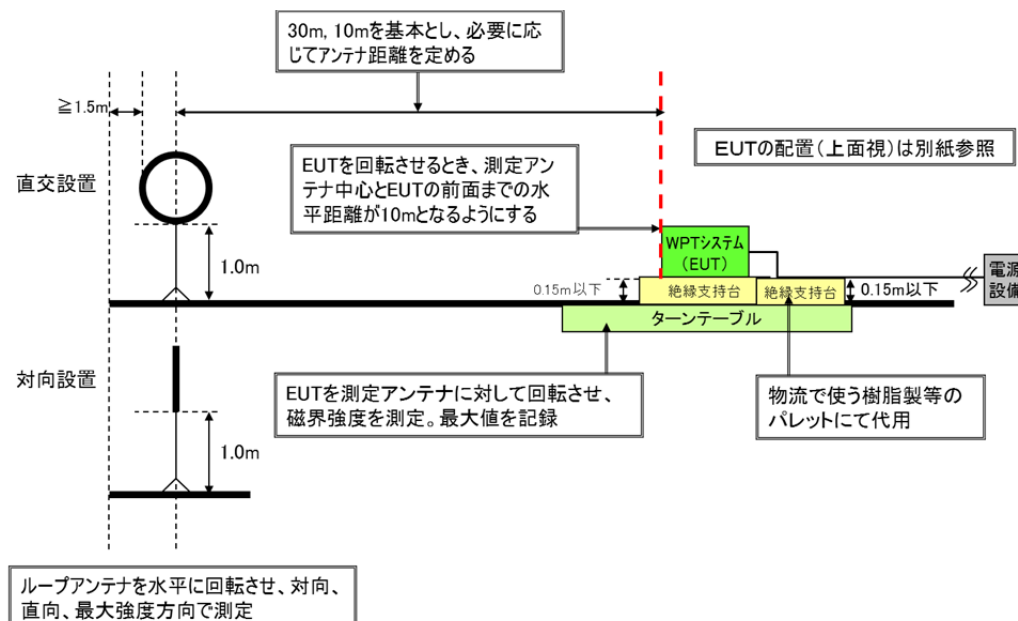 30m, 10mを基本とし、必要に応
じてアンテナ距離を定める
≧1.5m
EUTの配置(上面視)は別紙参照
EUTを回転させるとき、測定アン
テナ中心とEUTの前面までの水
平距離が10mとなるようにする
直交設置
WPTシステム
(EUT)
電源
設備
1.0m
0.15m以下
絶縁支持台
絶縁支持台
0.15m以下
ターンテーブル
対向設置
EUTを測定アンテナに対して回転させ、
磁界強度を測定。最大値を記録
物流で使う樹脂製等の
パレットにて代用
1.0m
ループアンテナを水平に回転させ、対向、
直向、最大強度方向で測定